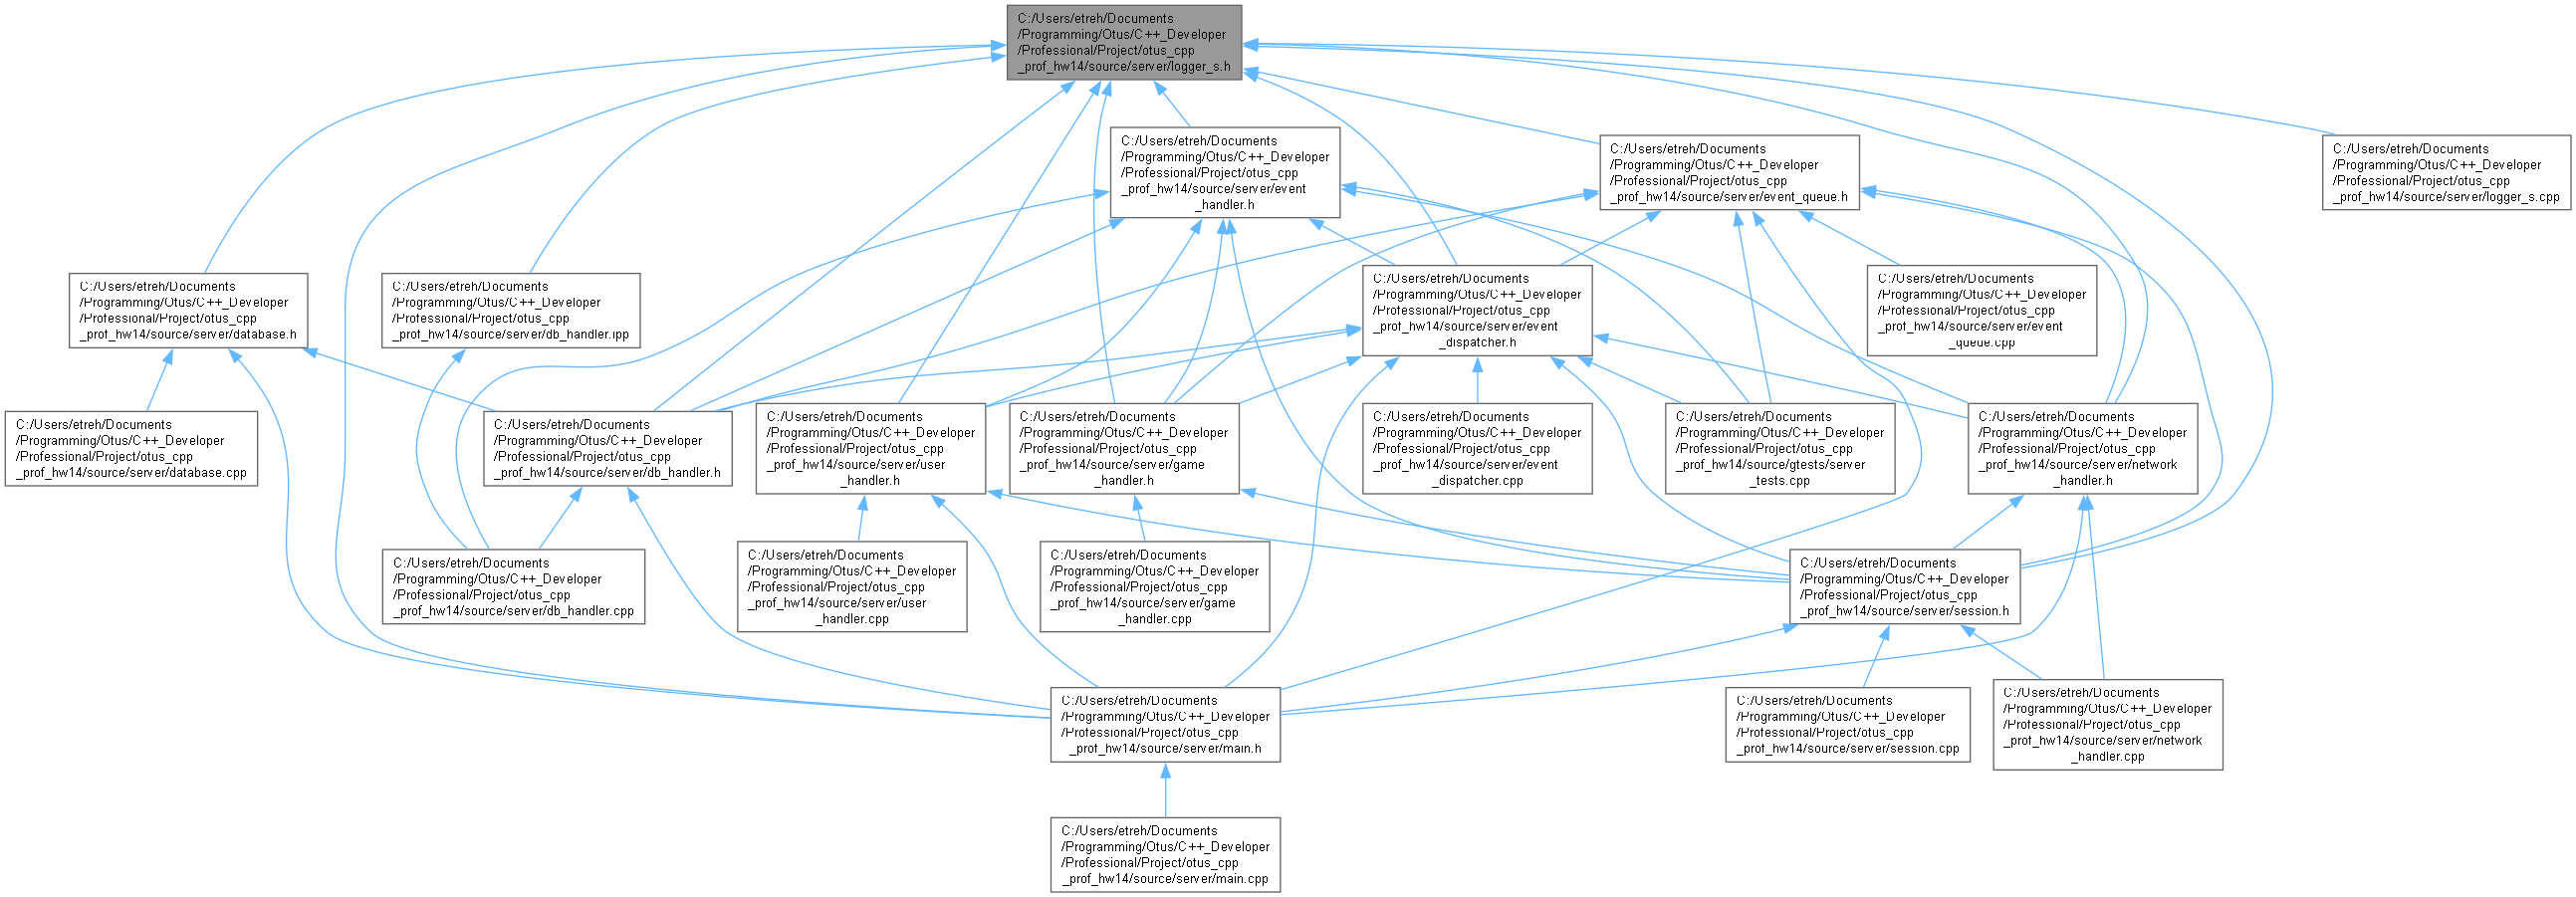 C:/Users/etreh/Documents
/Programming/Otus/C++_Developer
/Professional/Project/otus_cpp
_prof_hw14/source/server/logger_s.h
C:/Users/etreh/Documents
/Programming/Otus/C++_Developer
/Professional/Project/otus_cpp
_prof_hw14/source/server/event
_handler.h
C:/Users/etreh/Documents
/Programming/Otus/C++_Developer
/Professional/Project/otus_cpp
_prof_hw14/source/server/event_queue.h
C:/Users/etreh/Documents
/Programming/Otus/C++_Developer
/Professional/Project/otus_cpp
_prof_hw14/source/server/logger_s.cpp
C:/Users/etreh/Documents
/Programming/Otus/C++_Developer
/Professional/Project/otus_cpp
_prof_hw14/source/server/database.h
C:/Users/etreh/Documents
/Programming/Otus/C++_Developer
/Professional/Project/otus_cpp
_prof_hw14/source/server/db_handler.ipp
C:/Users/etreh/Documents
/Programming/Otus/C++_Developer
/Professional/Project/otus_cpp
_prof_hw14/source/server/event
_dispatcher.h
C:/Users/etreh/Documents
/Programming/Otus/C++_Developer
/Professional/Project/otus_cpp
_prof_hw14/source/server/event
_queue.cpp
C:/Users/etreh/Documents
/Programming/Otus/C++_Developer
/Professional/Project/otus_cpp
_prof_hw14/source/server/database.cpp
C:/Users/etreh/Documents
/Programming/Otus/C++_Developer
/Professional/Project/otus_cpp
_prof_hw14/source/server/db_handler.h
C:/Users/etreh/Documents
/Programming/Otus/C++_Developer
/Professional/Project/otus_cpp
_prof_hw14/source/server/user
_handler.h
C:/Users/etreh/Documents
/Programming/Otus/C++_Developer
/Professional/Project/otus_cpp
_prof_hw14/source/server/game
_handler.h
C:/Users/etreh/Documents
/Programming/Otus/C++_Developer
/Professional/Project/otus_cpp
_prof_hw14/source/server/event
_dispatcher.cpp
C:/Users/etreh/Documents
/Programming/Otus/C++_Developer
/Professional/Project/otus_cpp
_prof_hw14/source/gtests/server
_tests.cpp
C:/Users/etreh/Documents
/Programming/Otus/C++_Developer
/Professional/Project/otus_cpp
_prof_hw14/source/server/network
_handler.h
C:/Users/etreh/Documents
/Programming/Otus/C++_Developer
/Professional/Project/otus_cpp
_prof_hw14/source/server/db_handler.cpp
C:/Users/etreh/Documents
/Programming/Otus/C++_Developer
/Professional/Project/otus_cpp
_prof_hw14/source/server/user
_handler.cpp
C:/Users/etreh/Documents
/Programming/Otus/C++_Developer
/Professional/Project/otus_cpp
_prof_hw14/source/server/game
_handler.cpp
C:/Users/etreh/Documents
/Programming/Otus/C++_Developer
/Professional/Project/otus_cpp
_prof_hw14/source/server/session.h
C:/Users/etreh/Documents
/Programming/Otus/C++_Developer
/Professional/Project/otus_cpp
_prof_hw14/source/server/main.h
C:/Users/etreh/Documents
/Programming/Otus/C++_Developer
/Professional/Project/otus_cpp
_prof_hw14/source/server/session.cpp
C:/Users/etreh/Documents
/Programming/Otus/C++_Developer
/Professional/Project/otus_cpp
_prof_hw14/source/server/network
_handler.cpp
C:/Users/etreh/Documents
/Programming/Otus/C++_Developer
/Professional/Project/otus_cpp
_prof_hw14/source/server/main.cpp